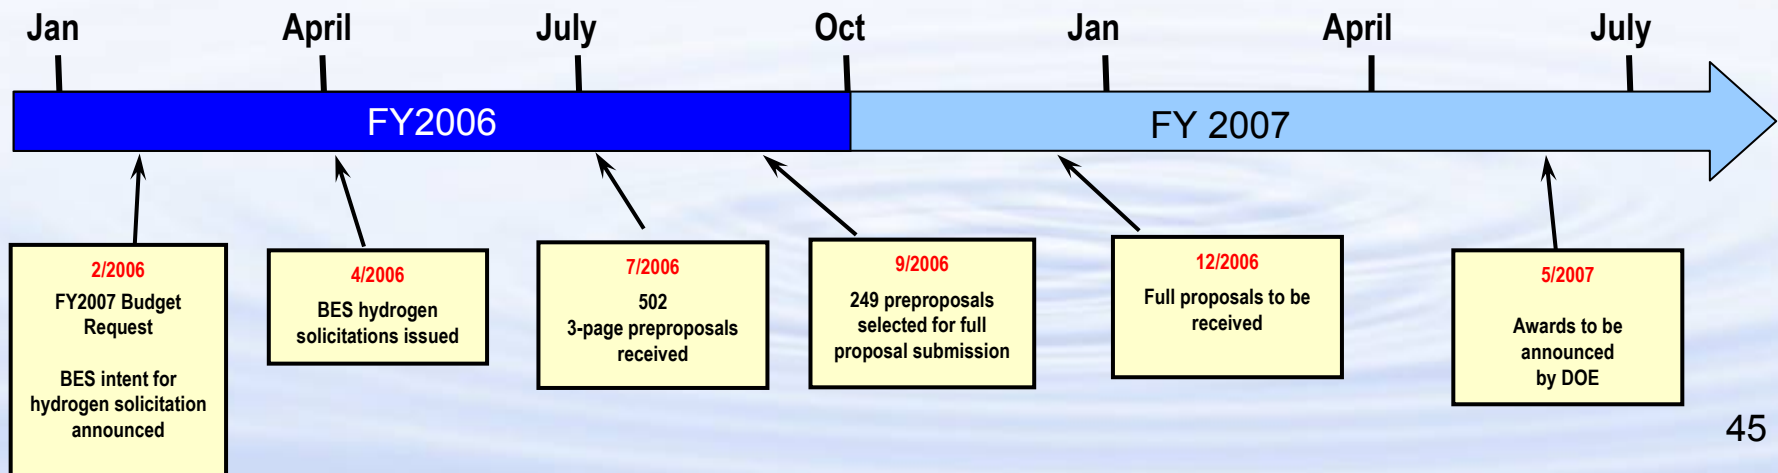 Jan April July Oct Jan April July
FY2006 FY 2007
2/2006
FY2007 Budget
Request
BES intent for
hydrogen solicitation
announced
4/2006
BES hydrogen
solicitations issued
7/2006
502
3-page preproposals
received
9/2006
249 preproposals
selected for full
proposal submission
12/2006
Full proposals to be
received
5/2007
Awards to be
announced
by DOE
45